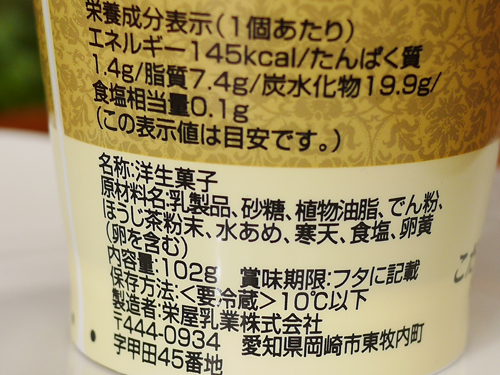 栄養成分表示(1個あたり)
エネルギー145kcal/たんぱく質
1.4g/脂質7.4g/炭水化物19.9g/
食塩相当量0.1g
(この表示値は目安です。)
名称:洋生菓子
原材料名:乳製品、砂糖、植物油脂、でん粉、
ほうじ茶粉末、水あめ、寒天、食塩、卵黄
(卵を含む)
内容量:102g 賞味期限:フタに記載
保存方法:<要冷蔵>10℃以下
製造者:栄屋乳業株式会社
〒444-0934 愛知県岡崎市東牧内町
字甲田45番地